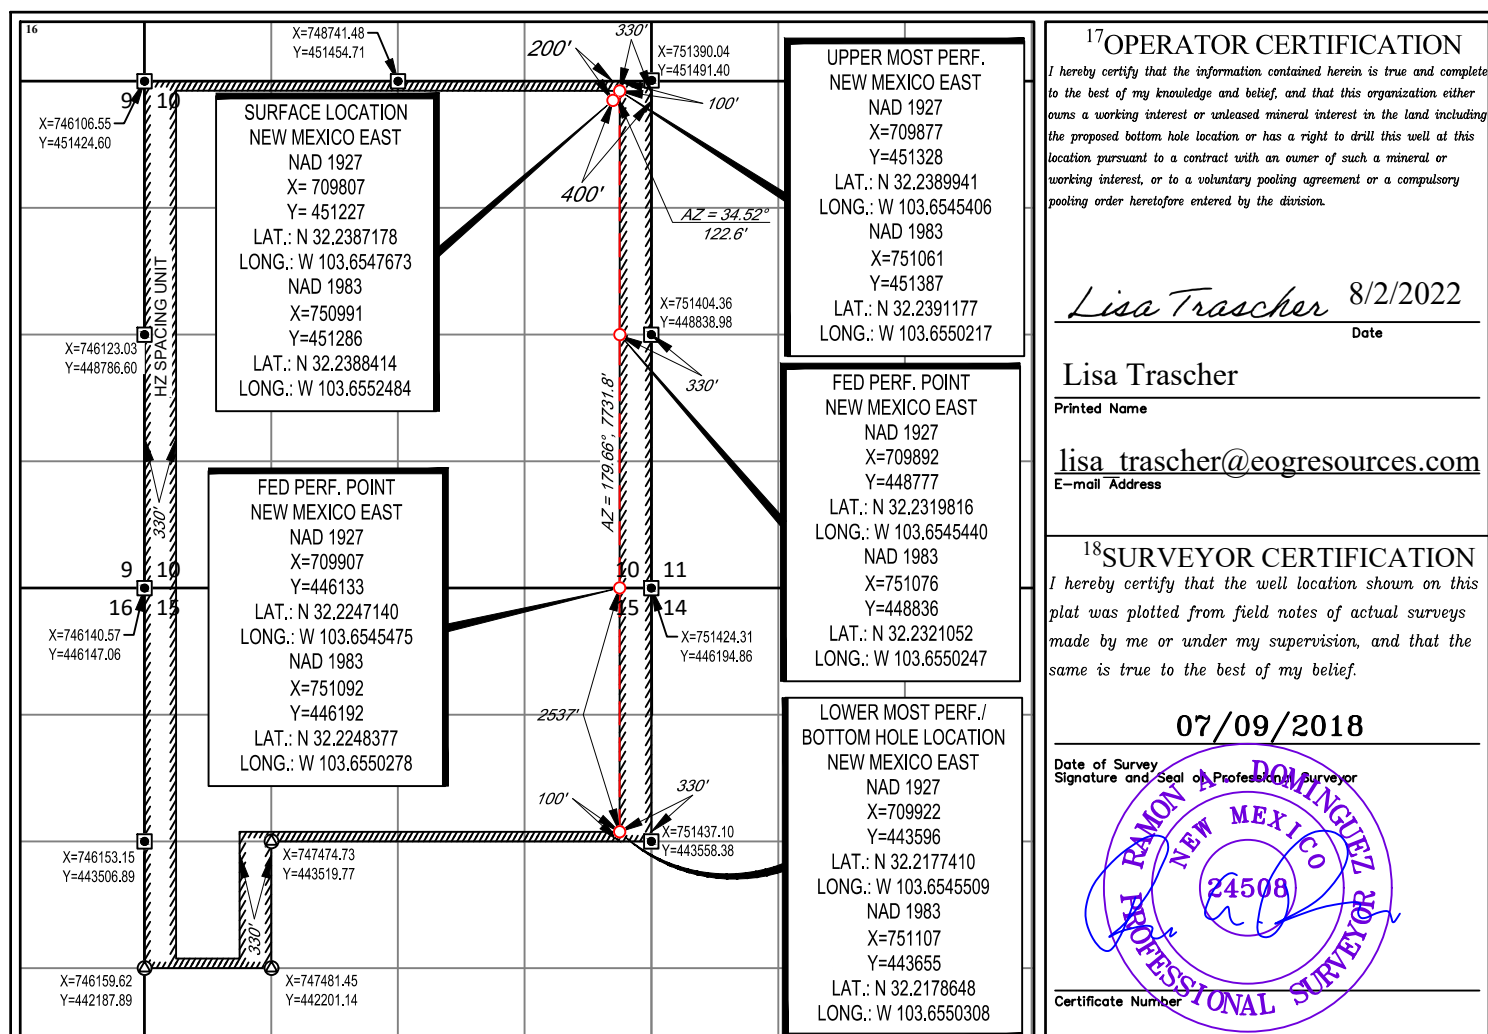 16
X=748741.48
Y=451454.71
200'
330'
X=751390.04
Y=451491.40
100'
9 10
X=746106.55
Y=451424.60
SURFACE LOCATION
NEW MEXICO EAST
NAD 1927
X= 709807
Y= 451227
LAT.: N 32.2387178
LONG.: W 103.6547673
NAD 1983
X=750991
Y=451286
LAT.: N 32.2388414
LONG.: W 103.6552484
400'
AZ = 34.52°
122.6'
UPPER MOST PERF.
NEW MEXICO EAST
NAD 1927
X=709877
Y=451328
LAT.: N 32.2389941
LONG.: W 103.6545406
NAD 1983
X=751061
Y=451387
LAT.: N 32.2391177
LONG.: W 103.6550217
HZ SPACING UNIT
X=746123.03
Y=448786.60
X=751404.36
Y=448838.98
330'
AZ = 179.66°, 7731.8'
330'
FED PERF. POINT
NEW MEXICO EAST
NAD 1927
X=709892
Y=448777
LAT.: N 32.2319816
LONG.: W 103.6545440
NAD 1983
X=751076
Y=448836
LAT.: N 32.2321052
LONG.: W 103.6550247
FED PERF. POINT
NEW MEXICO EAST
NAD 1927
X=709907
Y=446133
LAT.: N 32.2247140
LONG.: W 103.6545475
NAD 1983
X=751092
Y=446192
LAT.: N 32.2248377
LONG.: W 103.6550278
9 10
16 15
10 11
15 14
X=746140.57
Y=446147.06
X=751424.31
Y=446194.86
2537'
100'
330'
LOWER MOST PERF./
BOTTOM HOLE LOCATION
NEW MEXICO EAST
NAD 1927
X=709922
Y=443596
LAT.: N 32.2177410
LONG.: W 103.6545509
NAD 1983
X=751107
Y=443655
LAT.: N 32.2178648
LONG.: W 103.6550308
X=751437.10
Y=443558.38
X=746153.15
Y=443506.89
X=747474.73
Y=443519.77
330'
X=746159.62
Y=442187.89
X=747481.45
Y=442201.14
17OPERATOR CERTIFICATION
I hereby certify that the information contained herein is true and complete
to the best of my knowledge and belief, and that this organization either
owns a working interest or unleased mineral interest in the land including
the proposed bottom hole location or has a right to drill this well at this
location pursuant to a contract with an owner of such a mineral or
working interest, or to a voluntary pooling agreement or a compulsory
pooling order heretofore entered by the division.
Lisa Trascher 8/2/2022
Date
Lisa Trascher
Printed Name
lisa_trascher@eogresources.com
E-mail Address
18SURVEYOR CERTIFICATION
I hereby certify that the well location shown on this
plat was plotted from field notes of actual surveys
made by me or under my supervision, and that the
same is true to the best of my belief.
07/09/2018
Date of Survey
Signature and Seal of Professional Surveyor
RAMON A. DOMINGUEZ
NEW MEXICO
24508
PROFESSIONAL SURVEYOR
Certificate Number